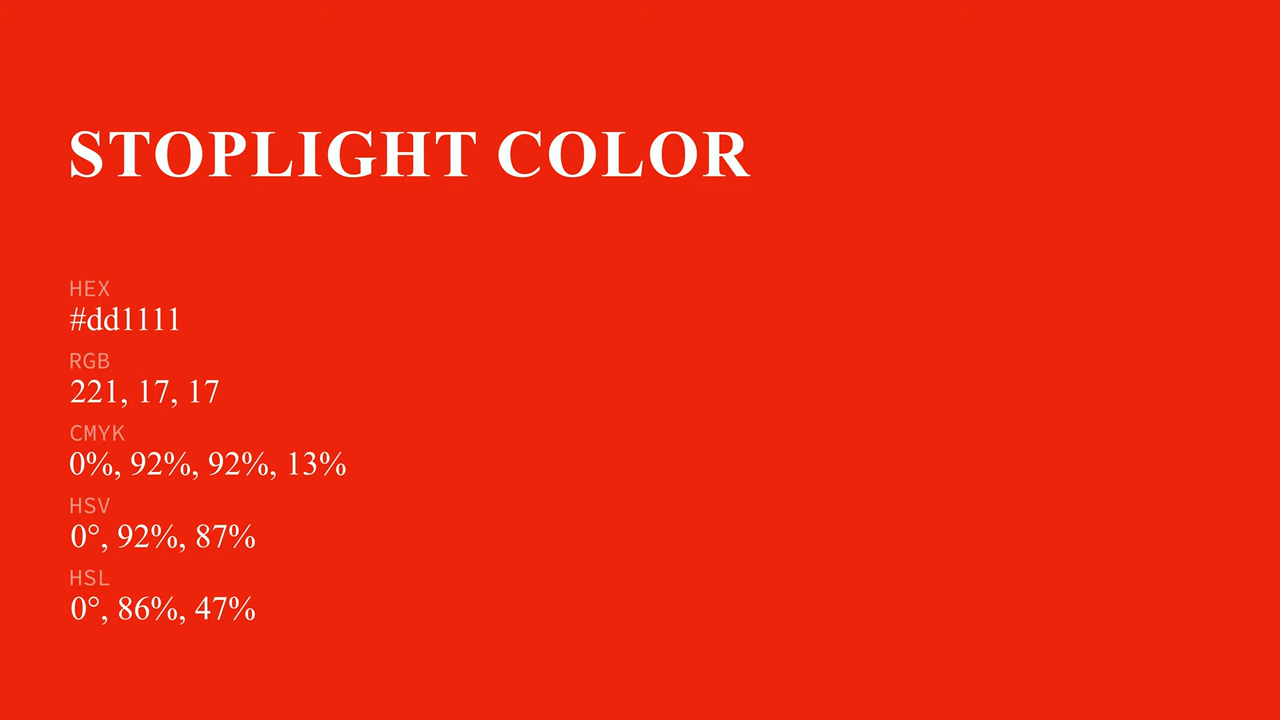 STOPLIGHT COLOR
HEX
#dd1111
RGB
221, 17, 17
CMYK
0%, 92%, 92%, 13%
HSV
0°, 92%, 87%
HSL
0°, 86%, 47%